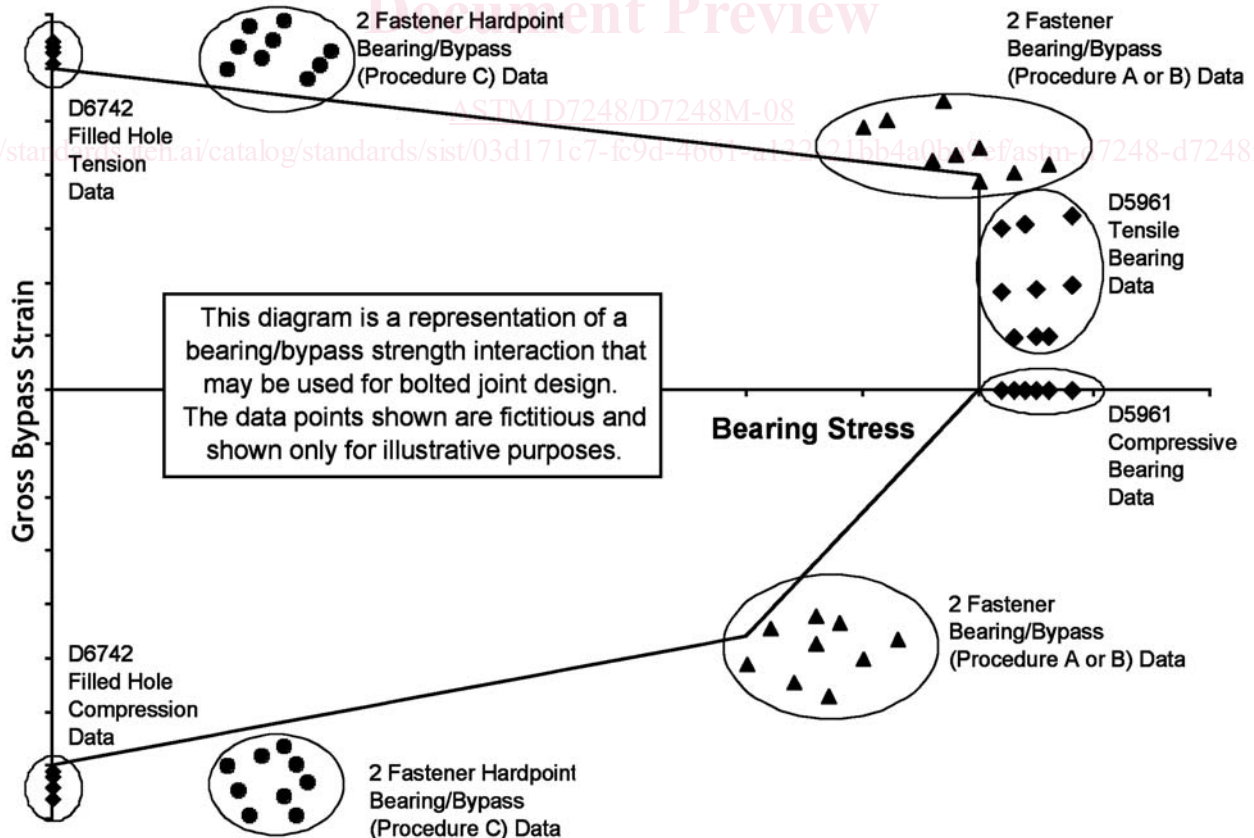 Document Preview
2 Fastener Hardpoint
Bearing/Bypass
(Procedure C) Data
2 Fastener
Bearing/Bypass
(Procedure A or B) Data
ASTM D7248/D7248M-08
D6742
Filled Hole
Tension
Data
D5961
Tensile
Bearing
Data
Gross Bypass Strain
This diagram is a representation of a
bearing/bypass strength interaction that
may be used for bolted joint design.
The data points shown are fictitious and
shown only for illustrative purposes.
Bearing Stress
D5961
Compressive
Bearing
Data
2 Fastener
Bearing/Bypass
(Procedure A or B) Data
D6742
Filled Hole
Compression
Data
2 Fastener Hardpoint
Bearing/Bypass
(Procedure C) Data